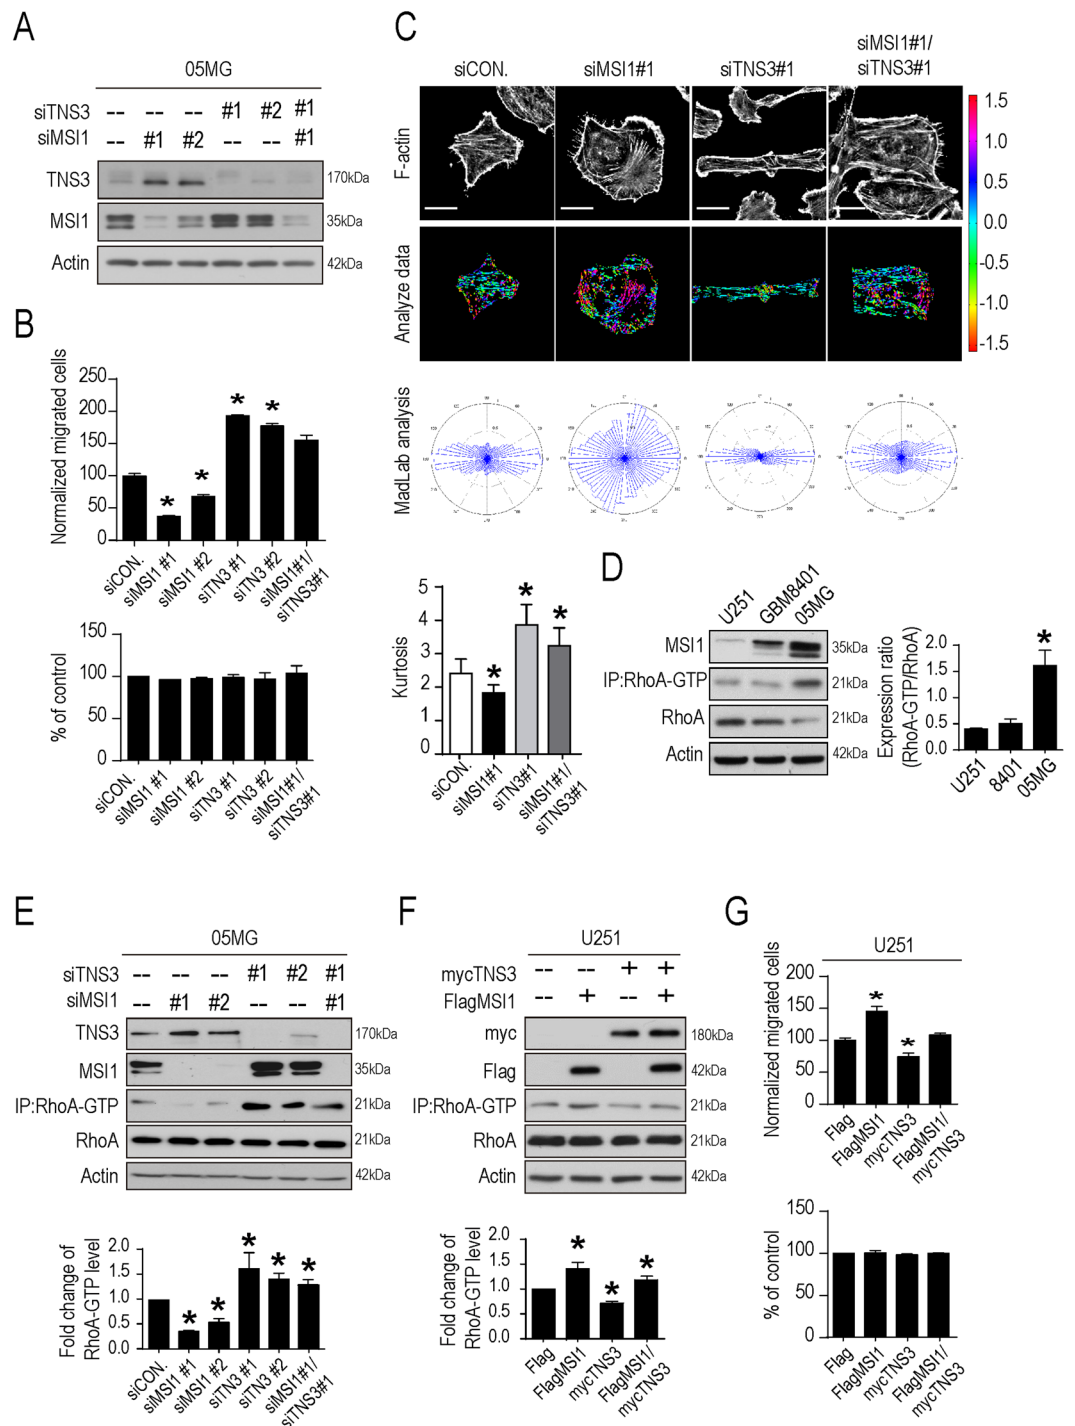 A
05MG
siTNS3 -- -- -- #1 #2 #1
siMSI1 -- #1 #2 -- -- #1
TNS3 170kDa
MSI1 35kDa
Actin 42kDa
B
Normalized migrated cells
250
200
150
100
50
0
siCON.
siMSI1 #1
siMSI1 #2
siTN3 #1
siTN3 #2
siMSI1#1/
siTNS3#1
% of control
150
100
50
0
siCON.
siMSI1 #1
siMSI1 #2
siTN3 #1
siTN3 #2
siMSI1#1/
siTNS3#1
C
siCON.
siMSI1#1
siTNS3#1
siMSI1#1/
siTNS3#1
F-actin
Analyze data
MadLab analysis
1.5
1.0
0.5
0.0
-0.5
-1.0
-1.5
Kurtosis
5
4
3
2
1
0
* * *
siCON.
siMSI1#1
siTN3#1
siMSI1#1/
siTNS3#1
D
U251
GBM8401
05MG
MSI1 35kDa
IP:RhoA-GTP 21kDa
RhoA 21kDa
Actin 42kDa
Expression ratio
(RhoA-GTP/RhoA)
2.0
1.5
1.0
0.5
0.0
*
U251
8401
05MG
E
05MG
siTNS3 -- -- -- #1 #2 #1
siMSI1 -- #1 #2 -- -- #1
TNS3 170kDa
MSI1 35kDa
IP:RhoA-GTP 21kDa
RhoA 21kDa
Actin 42kDa
Fold change of
RhoA-GTP level
2.0
1.5
1.0
0.5
0.0
* * * * *
siCON.
siMSI1 #1
siMSI1 #2
siTN3 #1
siTN3 #2
siMSI1#1/
siTNS3#1
F
U251
mycTNS3 -- -- + +
FlagMSI1 -- + -- +
myc 180kDa
Flag 42kDa
IP:RhoA-GTP 21kDa
RhoA 21kDa
Actin 42kDa
Fold change of
RhoA-GTP level
2.0
1.5
1.0
0.5
0.0
* * *
Flag
FlagMSI1
mycTNS3
FlagMSI1/
mycTNS3
G
U251
Normalized migrated cells
200
150
100
50
0
* *
Flag
FlagMSI1
mycTNS3
FlagMSI1/
mycTNS3
% of control
150
100
50
0
Flag
FlagMSI1
mycTNS3
FlagMSI1/
mycTNS3